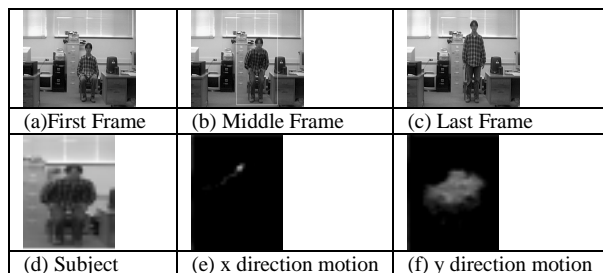 (a)First Frame
(b) Middle Frame
(c) Last Frame
(d) Subject
(e) x direction motion
(f) y direction motion